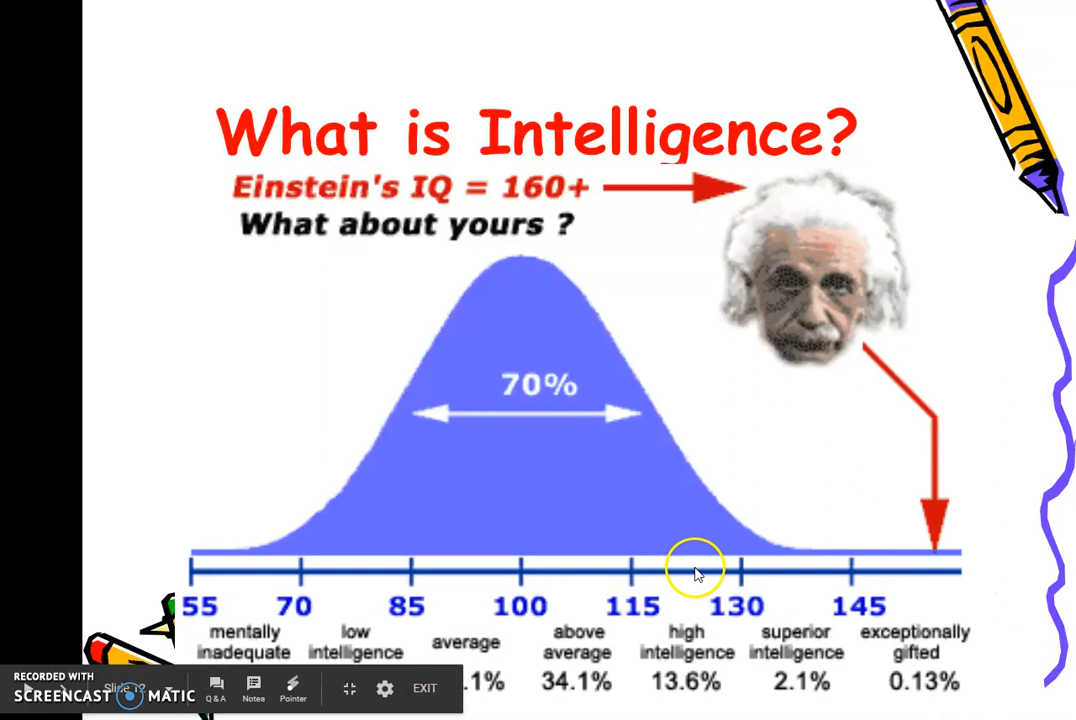 What is Intelligence?
Einstein's IQ = 160+
What about yours ?
70%
55 70 85 100 115 130 145
mentally low average above high superior exceptionally
inadequate intelligence average intelligence intelligence gifted
.1% 34.1% 13.6% 2.1% 0.13%
RECORDED WITH
SCREENCAST MATIC
Q & A Notes Pointer EXIT